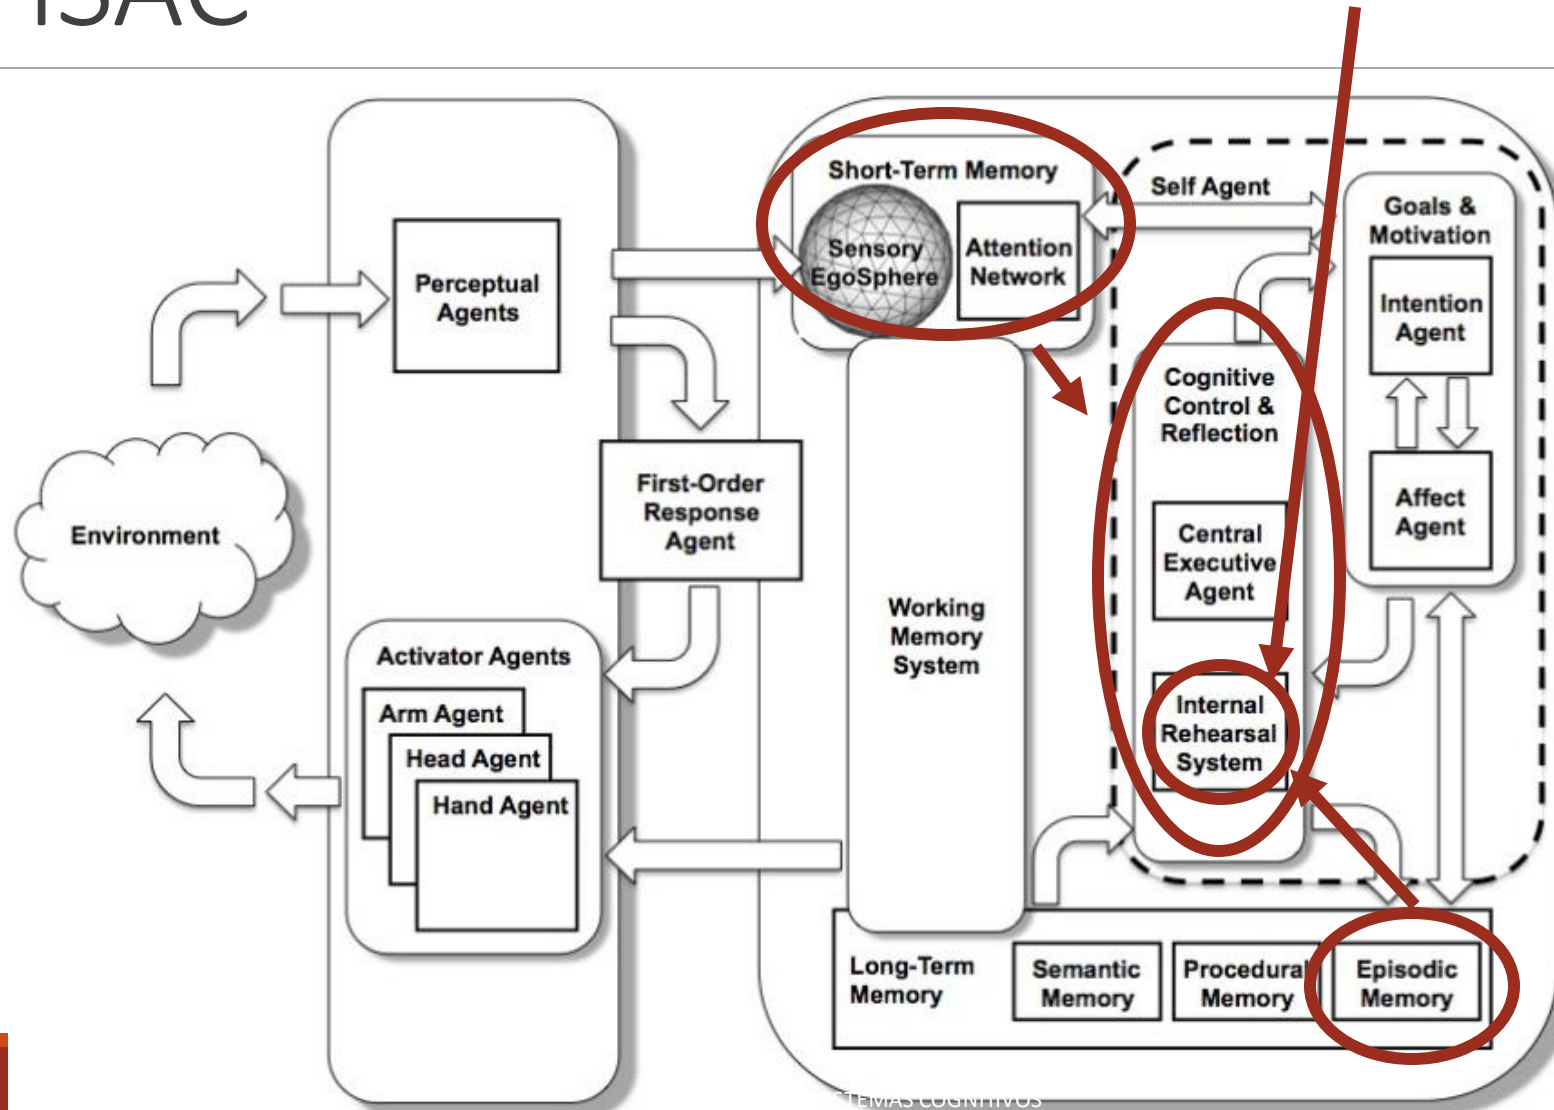 ISAC
Short-Term Memory
Sensory
EgoSphere
Attention
Network
Self Agent
Goals &
Motivation
Intention
Agent
Affect
Agent
Perceptual
Agents
Cognitive
Control &
Reflection
First-Order
Response
Agent
Central
Executive
Agent
Environment
Working
Memory
System
Activator Agents
Arm Agent
Head Agent
Hand Agent
Internal
Rehearsal
System
Long-Term
Memory
Semantic
Memory
Procedural
Memory
Episodic
Memory
COGNITIVOS